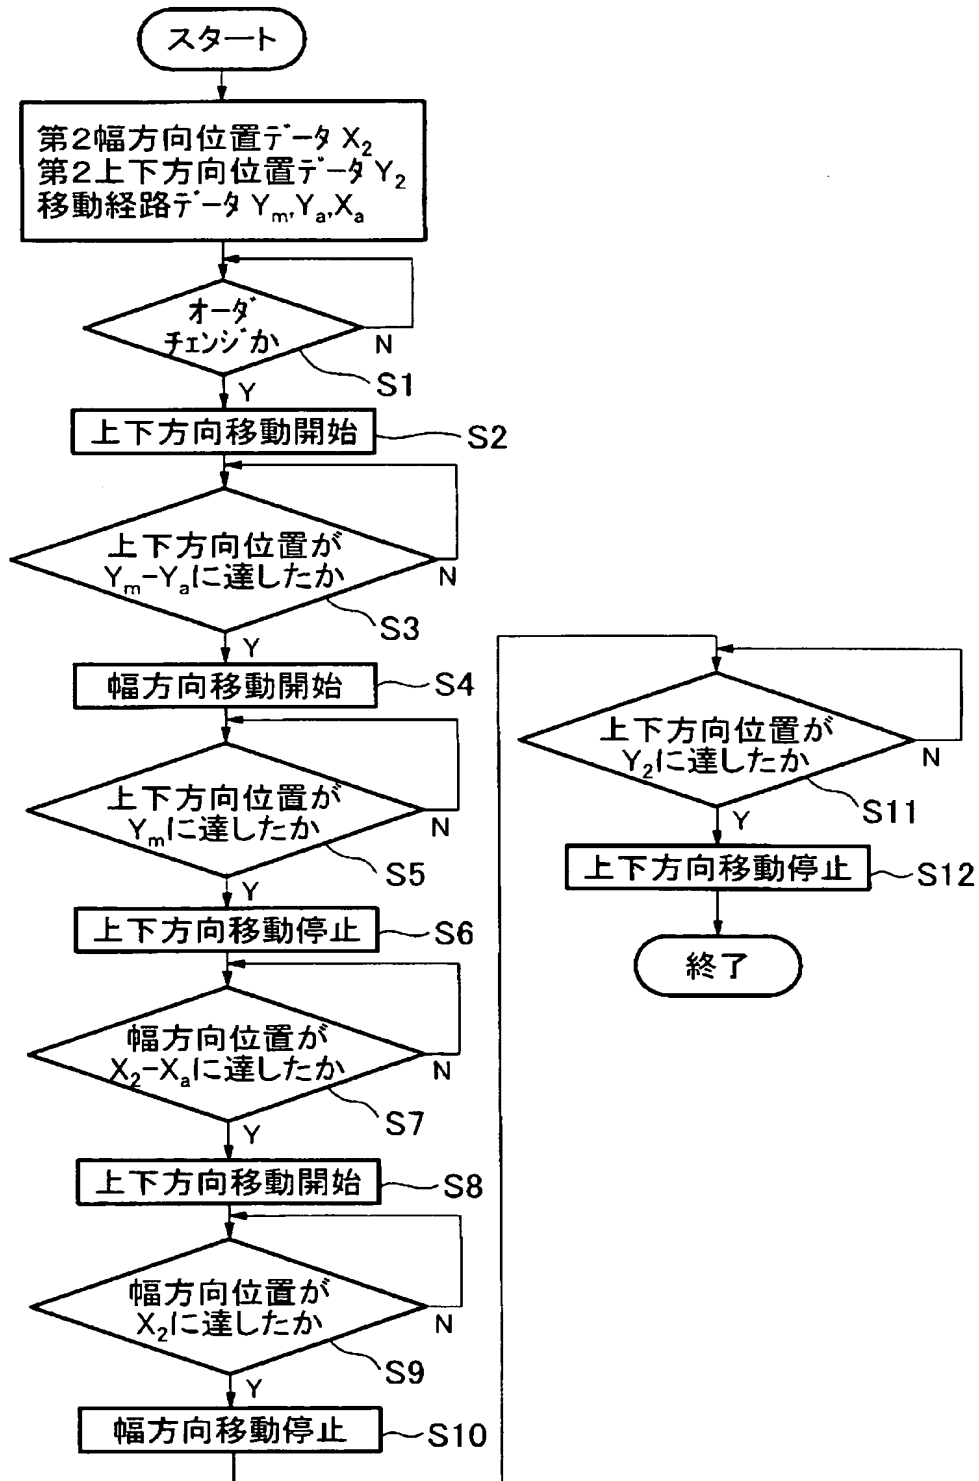 スタート
第2幅方向位置データ X₂
第2上下方向位置データ Y₂
移動経路データ Yₘ,Yₐ,Xₐ
オーダ
チェンジか
N
S1
Y
上下方向移動開始
S2
上下方向位置が
Yₘ−Yₐに達したか
N
S3
Y
幅方向移動開始
S4
上下方向位置が
Yₘに達したか
N
S5
Y
上下方向移動停止
S6
幅方向位置が
X₂−Xₐに達したか
N
S7
Y
上下方向移動開始
S8
幅方向位置が
X₂に達したか
N
S9
Y
幅方向移動停止
S10
上下方向位置が
Y₂に達したか
N
S11
Y
上下方向移動停止
S12
終了